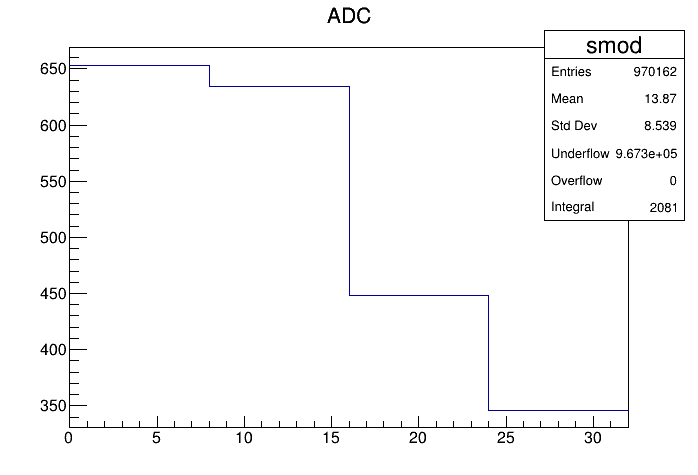 ADC
smod
Entries 970162
Mean 13.87
Std Dev 8.539
Underflow 9.673e+05
Overflow 0
Integral 2081
650
600
550
500
450
400
350
0 5 10 15 20 25 30